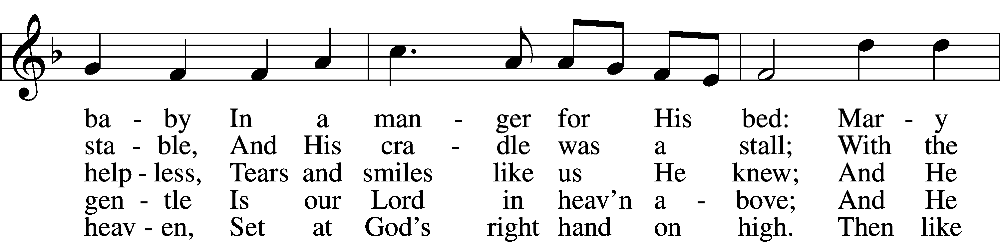 ba - by In a man - ger for His bed: Mar - y
sta - ble, And His cra - dle was a stall; With the
help - less, Tears and smiles like us He knew; And He
gen - tle Is our Lord in heav’n a - bove; And He
heav - en, Set at God’s right hand on high. Then like